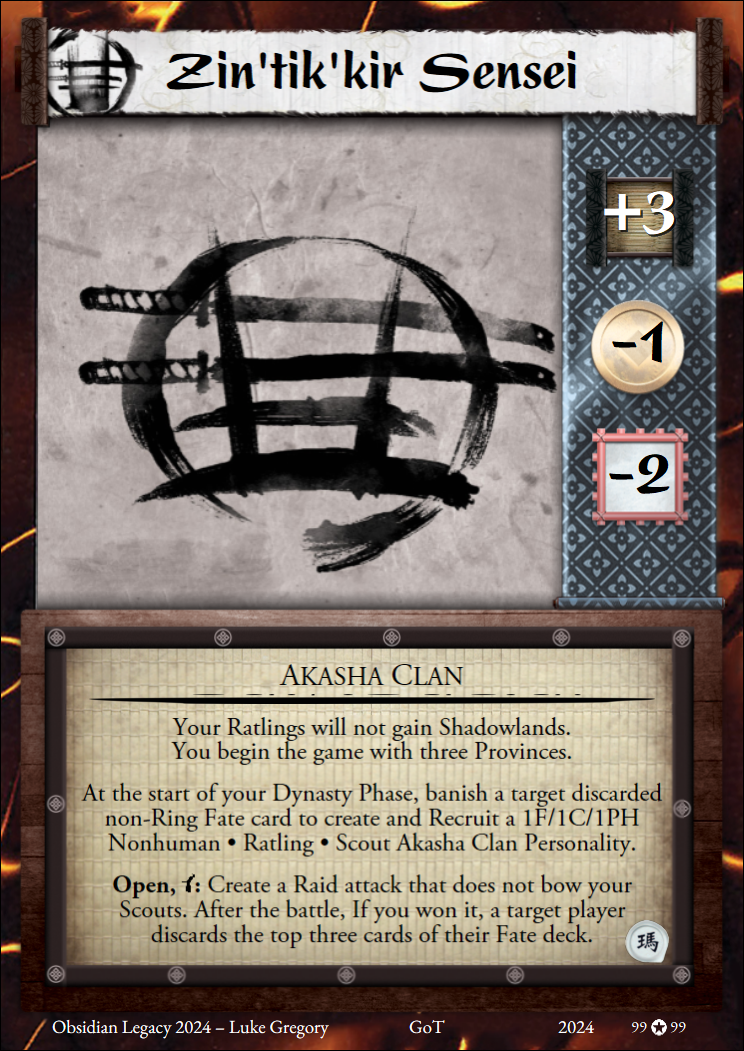 Zin'tik'kir Sensei
+3
-1
-2
Akasha Clan
Your Ratlings will not gain Shadowlands.
You begin the game with three Provinces.
At the start of your Dynasty Phase, banish a target discarded
non-Ring Fate card to create and Recruit a 1F/1C/1PH
Nonhuman • Ratling • Scout Akasha Clan Personality.
Open, : Create a Raid attack that does not bow your
Scouts. After the battle, If you won it, a target player
discards the top three cards of their Fate deck.
瑪
Obsidian Legacy 2024 – Luke Gregory GoT 2024 99 ✪ 99